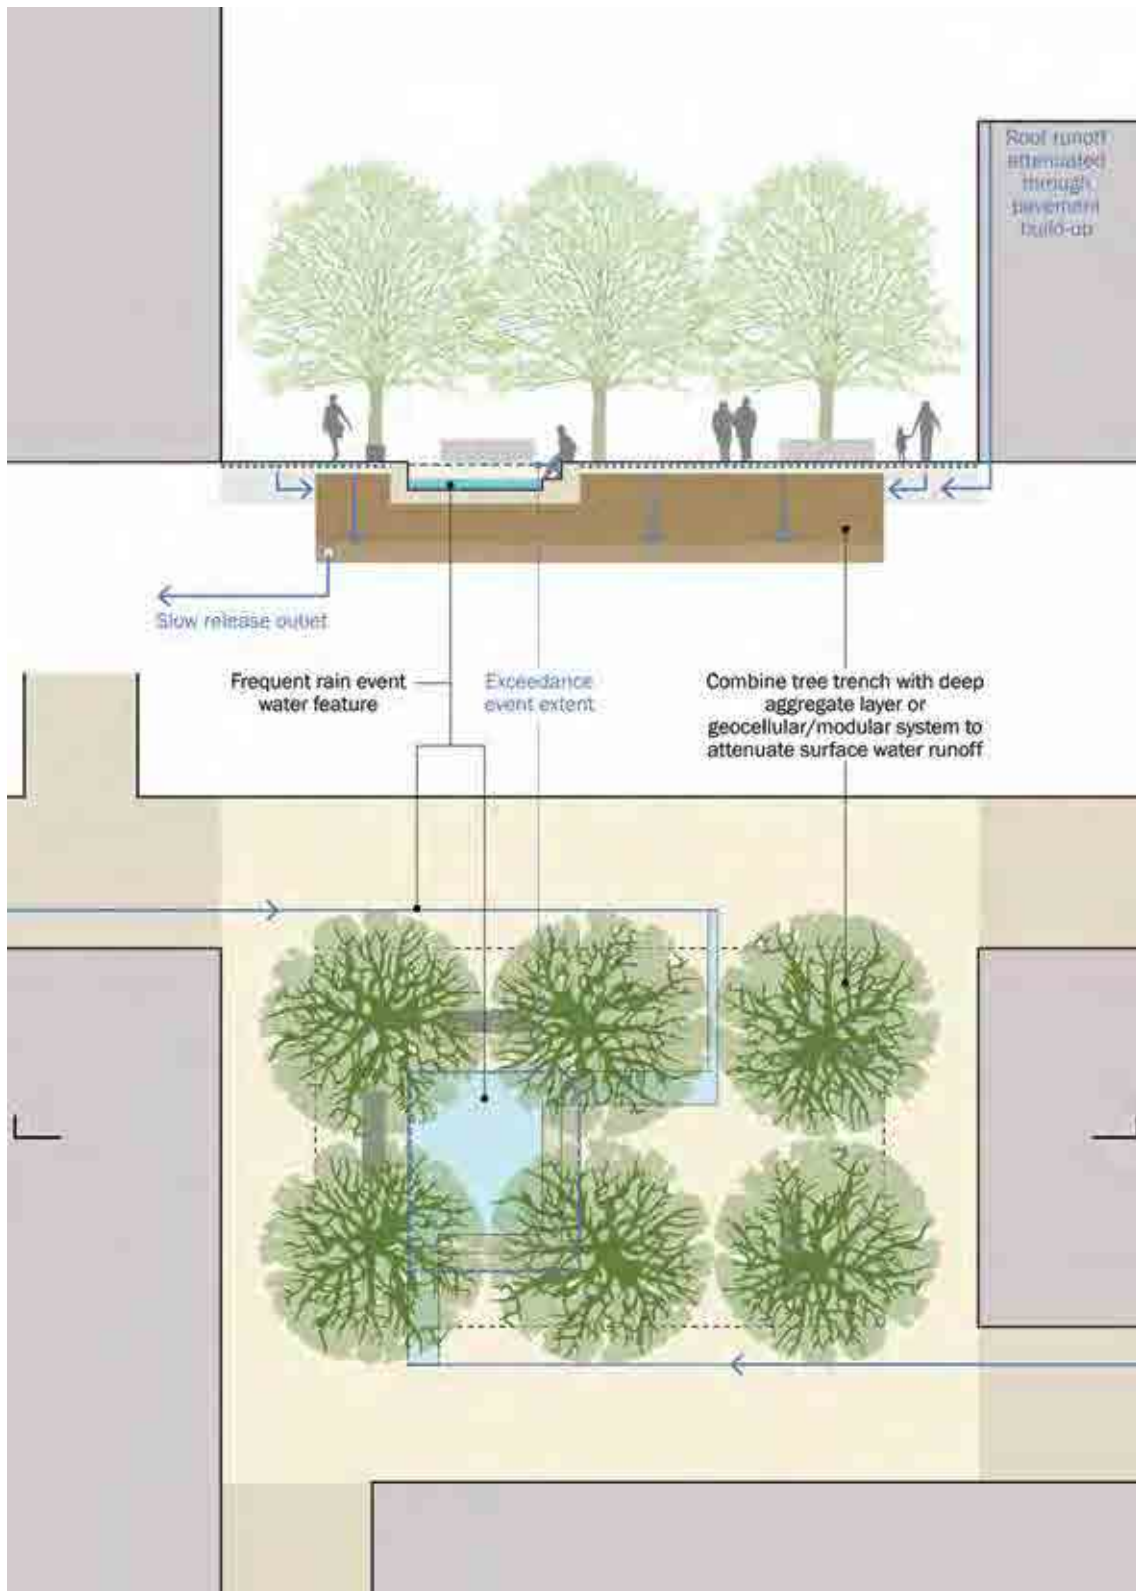 Roof runoff
attenuated
through
pavement
build-up
Slow release outlet
Frequent rain event
water feature
Exceedance
event extent
Combine tree trench with deep
aggregate layer or
geocellular/modular system to
attenuate surface water runoff